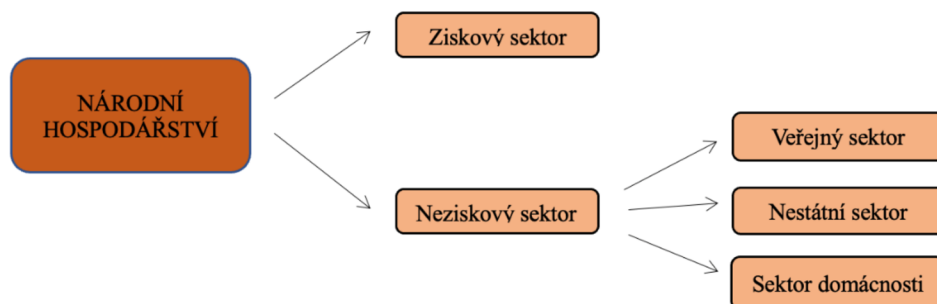 Ziskový sektor
NÁRODNÍ
HOSPODÁŘSTVÍ
Veřejný sektor
Neziskový sektor
Nestátní sektor
Sektor domácnosti